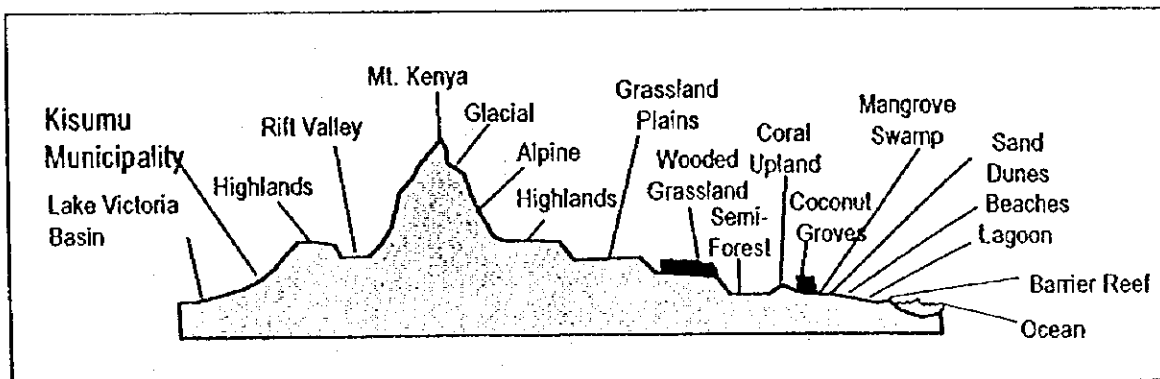 Kisumu
Municipality
Lake Victoria
Basin
Highlands
Rift Valley
Mt. Kenya
Glacial
Alpine
Highlands
Grassland
Plains
Wooded
Grassland
Semi-
Forest
Coral
Upland
Coconut
Groves
Mangrove
Swamp
Sand
Dunes
Beaches
Lagoon
Barrier Reef
Ocean